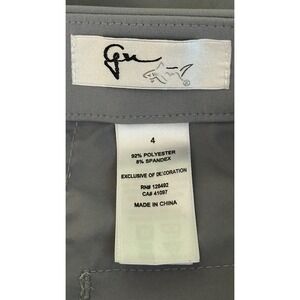 GN
®
4
92% POLYESTER
8% SPANDEX
EXCLUSIVE OF DECORATION
RN# 128492
CA# 41097
MADE IN CHINA